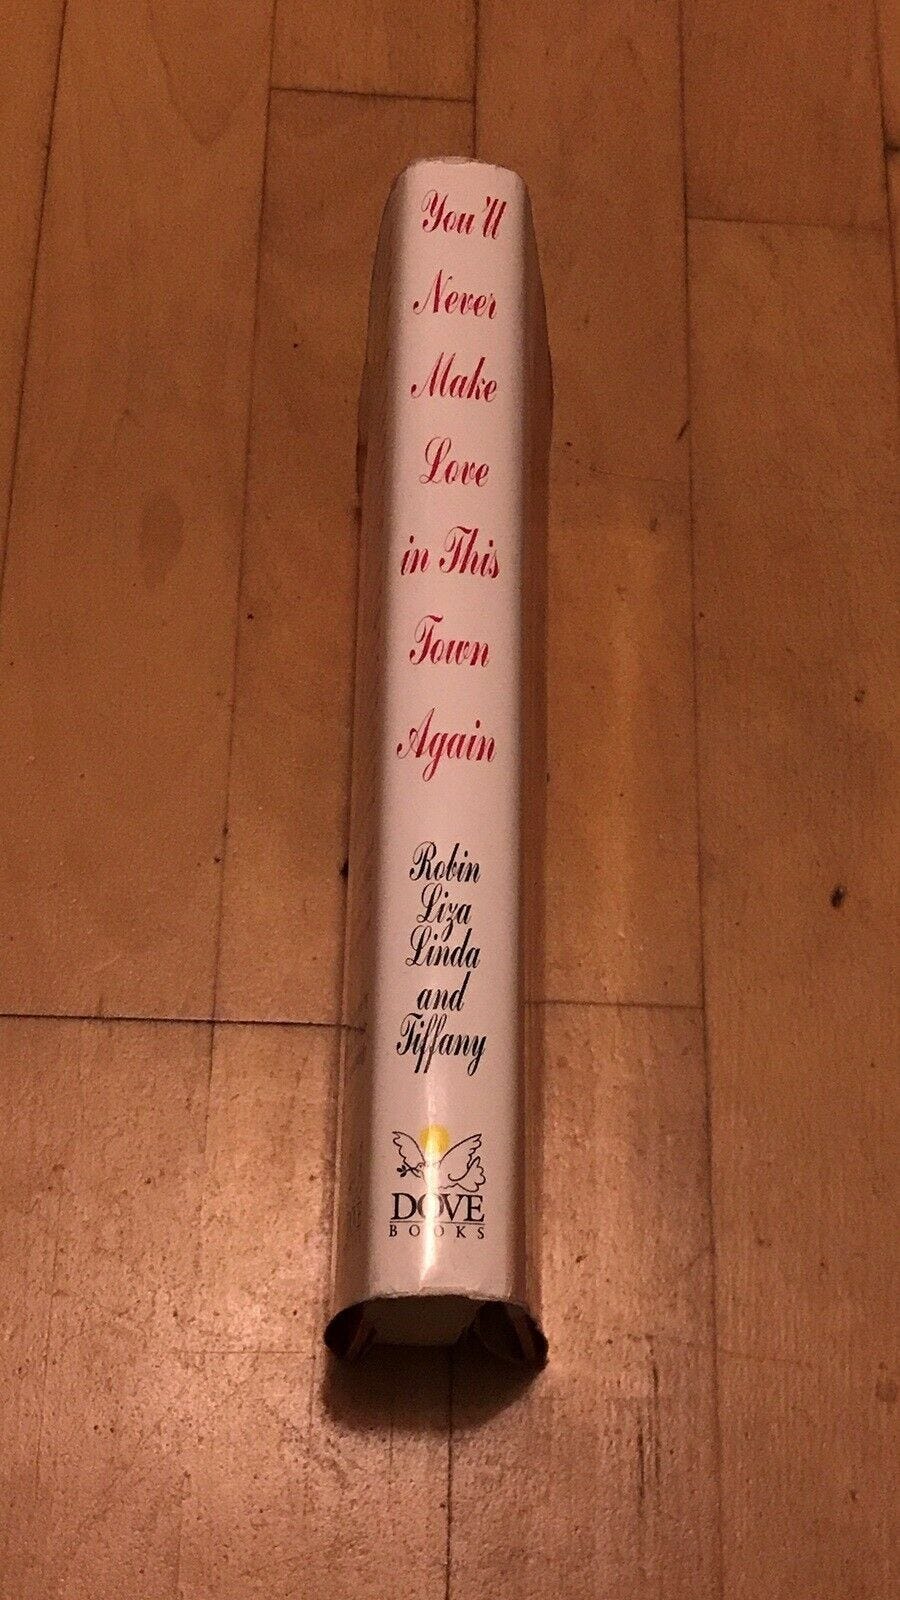 You'll
Never
Make
Love
in This
Town
Again
Robin
Liza
Linda
and
Tiffany
DOVE
BOOKS